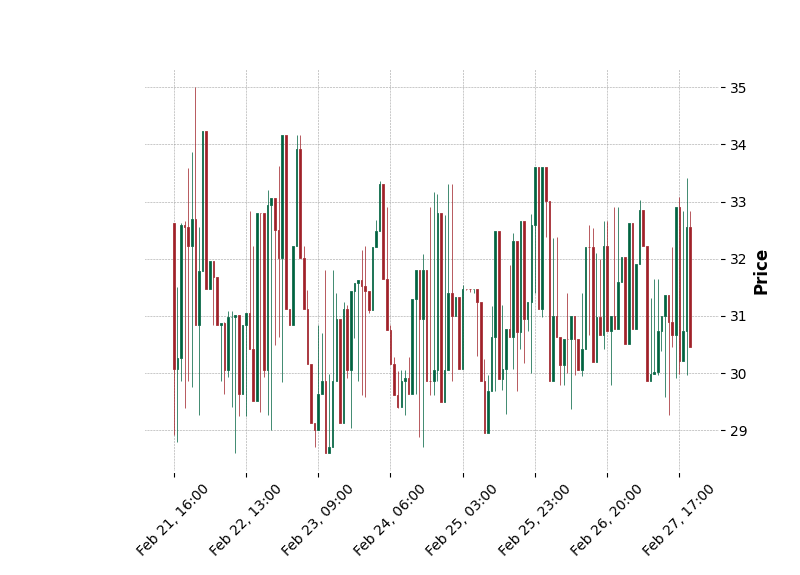 35
34
33
32
31
30
29
Price
Feb 21, 16:00
Feb 22, 13:00
Feb 23, 09:00
Feb 24, 06:00
Feb 25, 03:00
Feb 25, 23:00
Feb 26, 20:00
Feb 27, 17:00